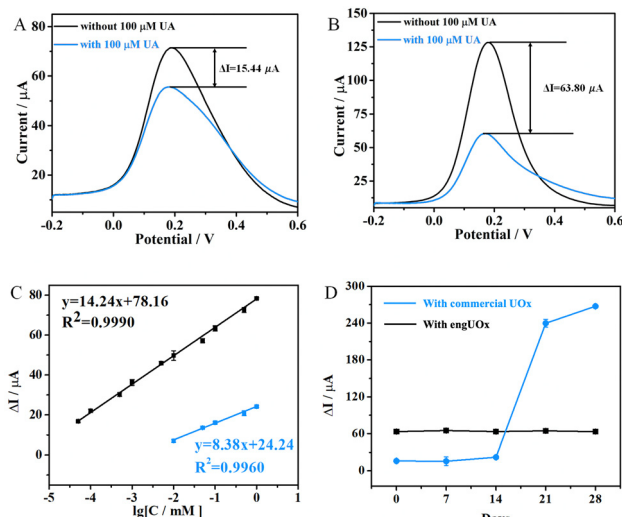 A
without 100 μM UA
with 100 μM UA
ΔI=15.44 μA
80
60
40
20
Current / μA
-0.2
0.0
0.2
0.4
0.6
Potential / V
B
without 100 μM UA
with 100 μM UA
ΔI=63.80 μA
150
125
100
75
50
25
Current / μA
-0.2
0.0
0.2
0.4
0.6
Potential / V
C
y=14.24x+78.16
R²=0.9990
y=8.38x+24.24
R²=0.9960
80
60
40
20
0
ΔI / μA
-5
-4
-3
-2
-1
0
lg[C / mM]
D
With commercial UOx
With engUOx
300
240
180
120
60
0
ΔI / μA
0
7
14
21
28